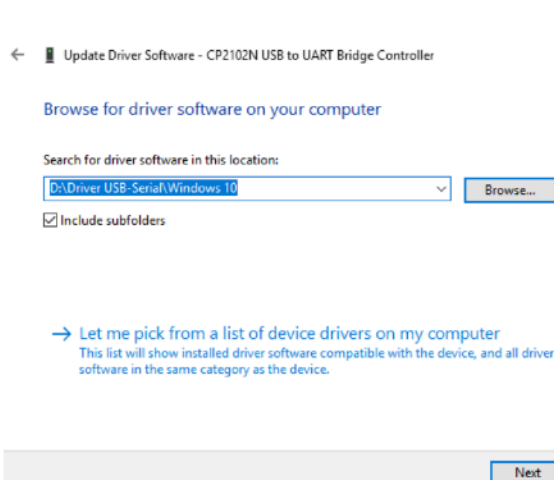 Update Driver Software - CP2102N USB to UART Bridge Controller
Browse for driver software on your computer
Search for driver software in this location:
D:\Driver USB-Serial\Windows 10
Browse...
Include subfolders
Let me pick from a list of device drivers on my computer
This list will show installed driver software compatible with the device, and all driver
software in the same category as the device.
Next